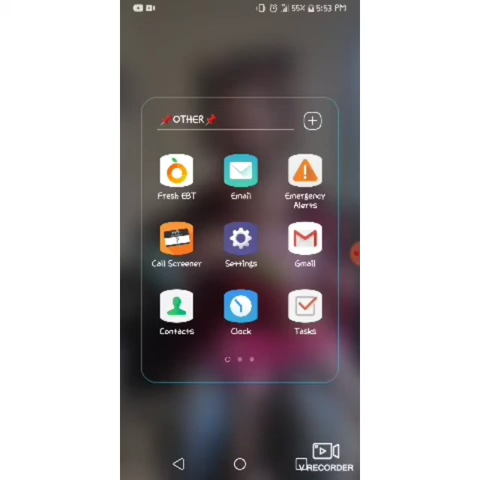 55% 5:53 PM
📌OTHER📌
Fresh EBT
Email
Emergency
Alerts
Call Screener
Settings
Gmail
Contacts
Clock
Tasks
V RECORDER